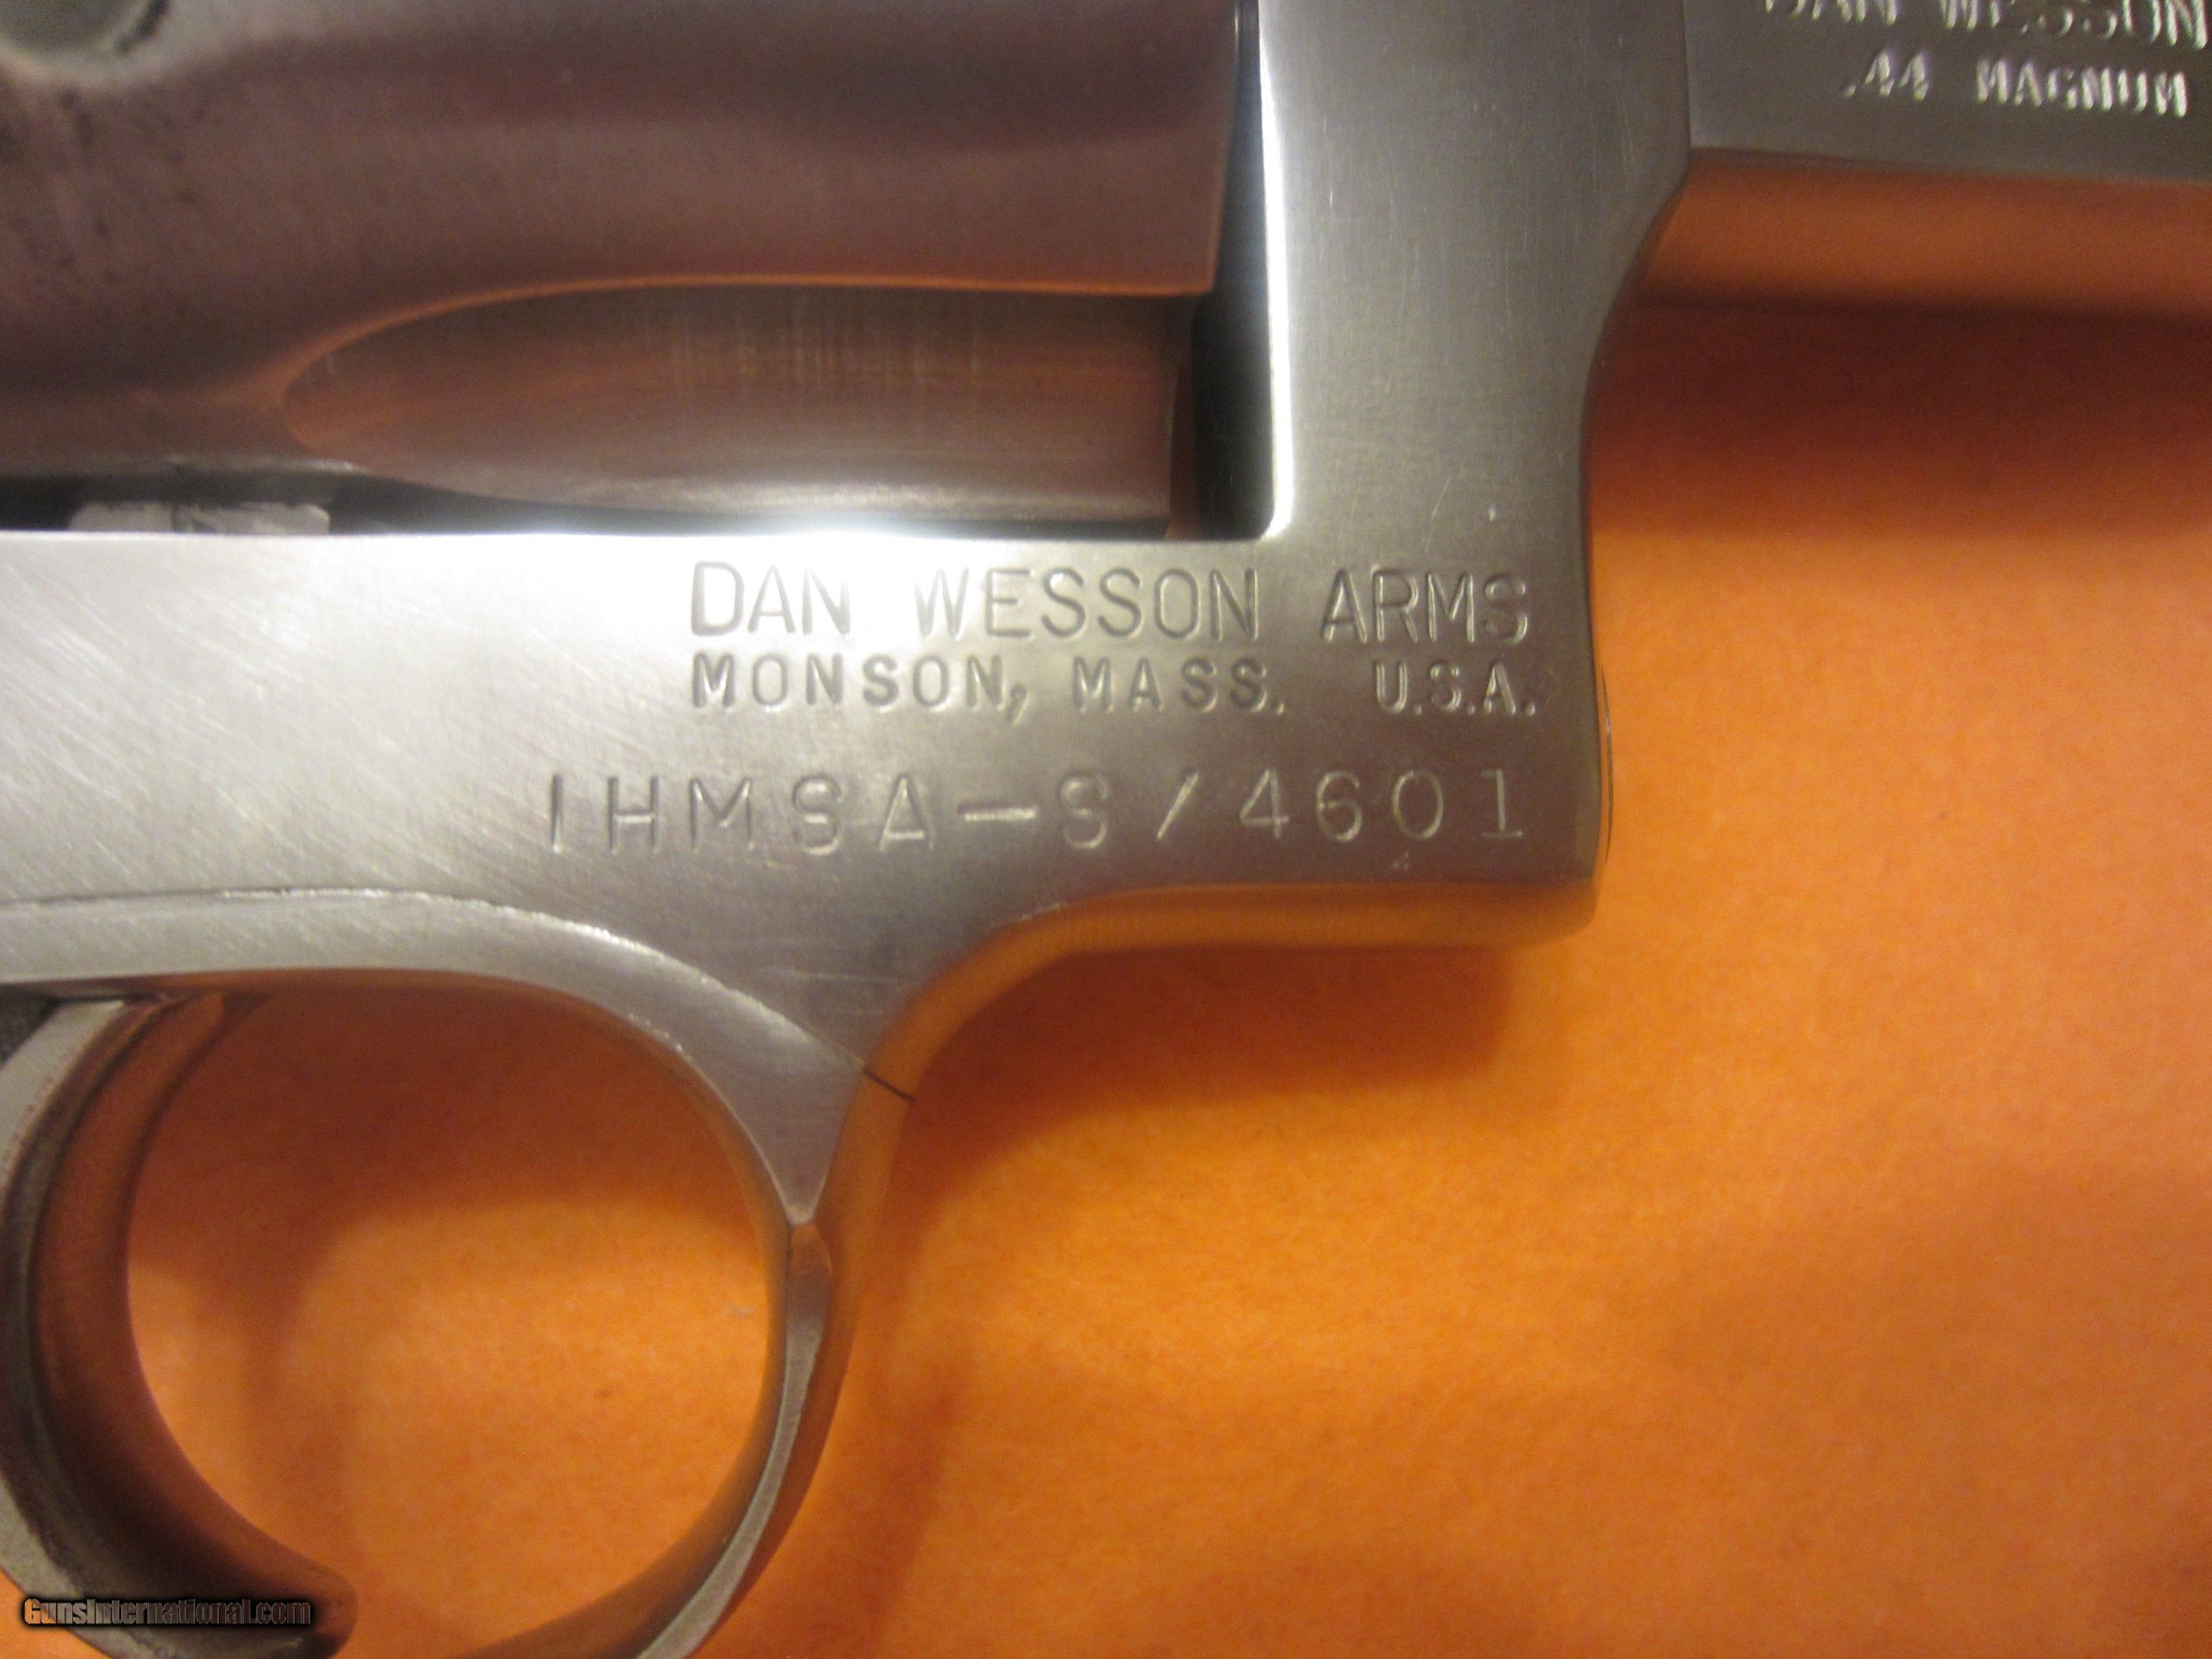 DAN WESSON
.44 MAGNUM
DAN WESSON ARMS
MONSON, MASS. U.S.A.
IHMSA-S/4601
GunsInternational.com